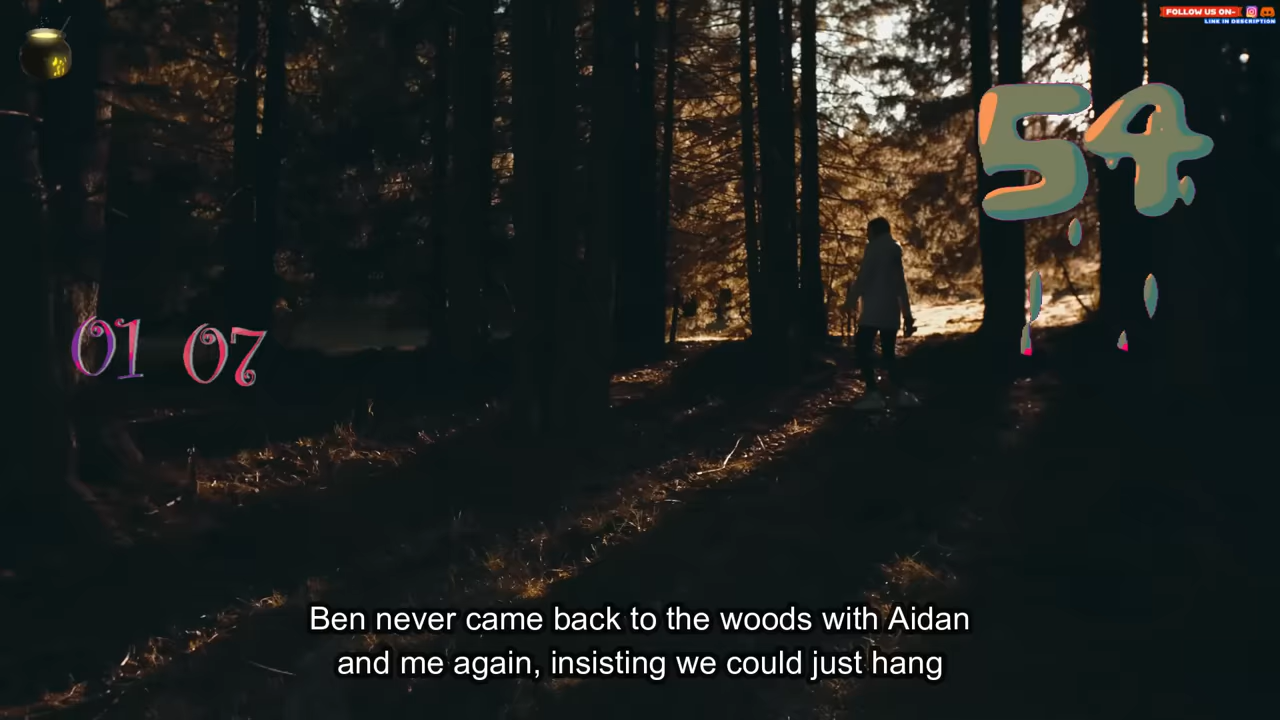 FOLLOW US ON-
LINK IN DESCRIPTION
54
01 07
Ben never came back to the woods with Aidan
and me again, insisting we could just hang